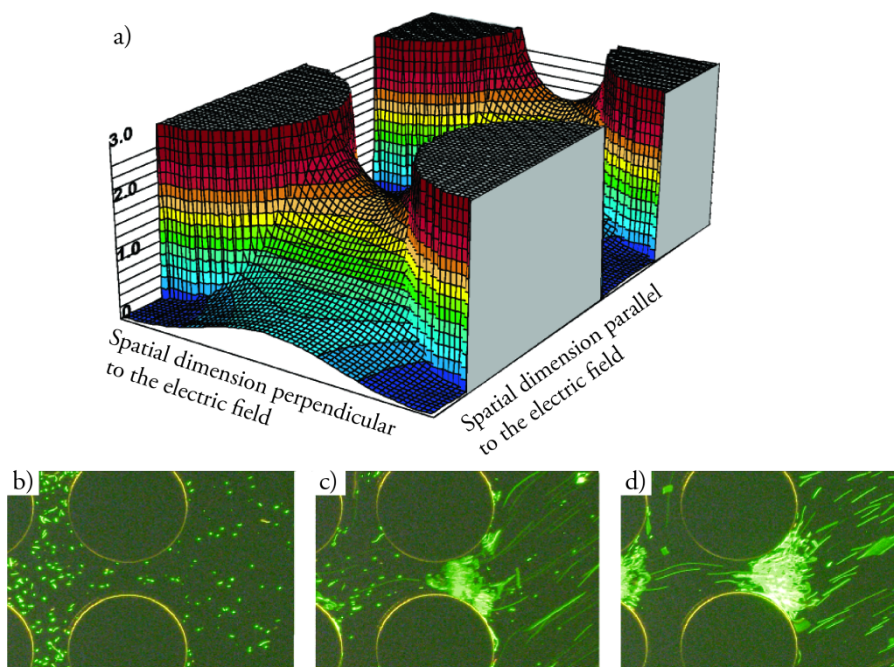 a)
3.0
2.0
1.0
0
Spatial dimension perpendicular
to the electric field
Spatial dimension parallel
to the electric field
b)
c)
d)